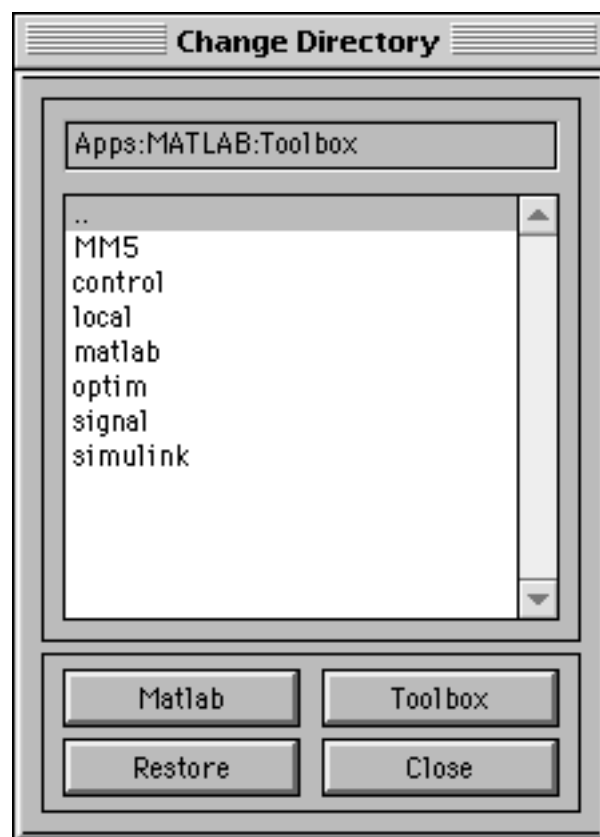 Change Directory
Apps:MATLAB:Toolbox
..
MM5
control
local
matlab
optim
signal
simulink
Matlab
Toolbox
Restore
Close